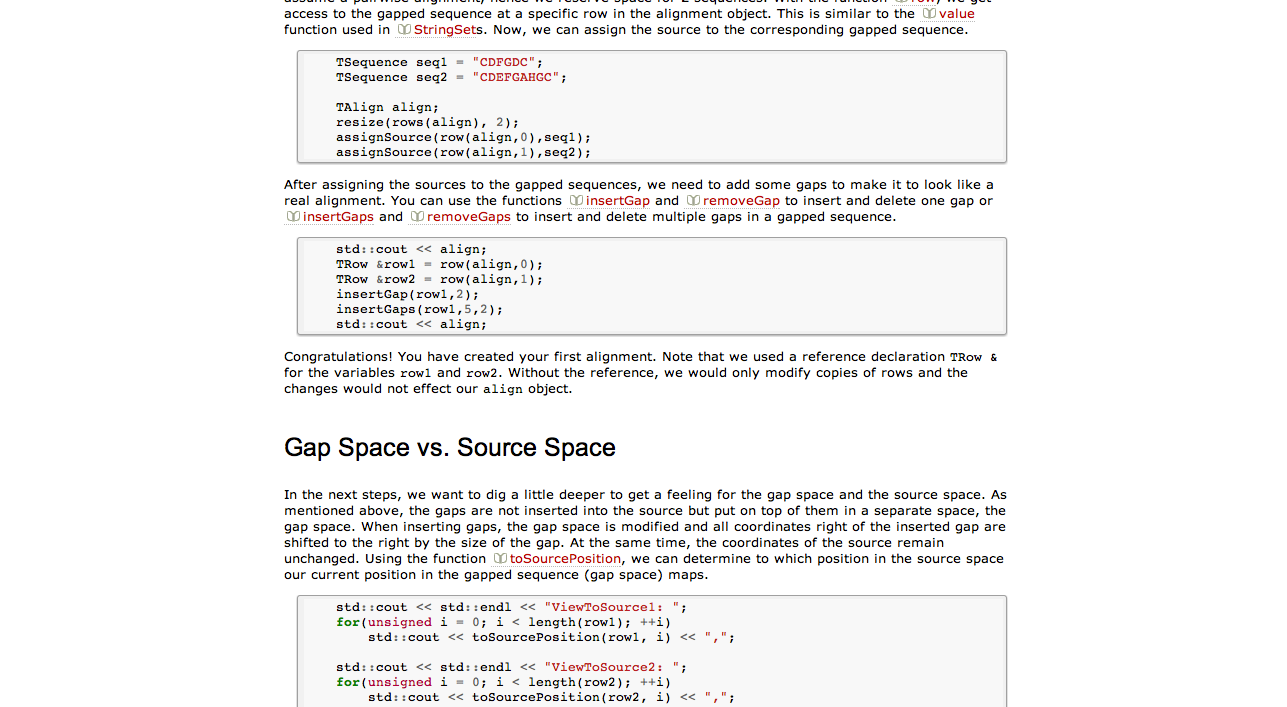 access to the gapped sequence at a specific row in the alignment object. This is similar to the value
function used in StringSets. Now, we can assign the source to the corresponding gapped sequence.
TSequence seq1 = "CDFGDC";
TSequence seq2 = "CDEFGAHGC";
TAlign align;
resize(rows(align), 2);
assignSource(row(align,0),seq1);
assignSource(row(align,1),seq2);
After assigning the sources to the gapped sequences, we need to add some gaps to make it to look like a
real alignment. You can use the functions insertGap and removeGap to insert and delete one gap or
insertGaps and removeGaps to insert and delete multiple gaps in a gapped sequence.
std::cout << align;
TRow &row1 = row(align,0);
TRow &row2 = row(align,1);
insertGap(row1,2);
insertGaps(row1,5,2);
std::cout << align;
Congratulations! You have created your first alignment. Note that we used a reference declaration TRow &
for the variables row1 and row2. Without the reference, we would only modify copies of rows and the
changes would not effect our align object.
Gap Space vs. Source Space
In the next steps, we want to dig a little deeper to get a feeling for the gap space and the source space. As
mentioned above, the gaps are not inserted into the source but put on top of them in a separate space, the
gap space. When inserting gaps, the gap space is modified and all coordinates right of the inserted gap are
shifted to the right by the size of the gap. At the same time, the coordinates of the source remain
unchanged. Using the function toSourcePosition, we can determine to which position in the source space
our current position in the gapped sequence (gap space) maps.
std::cout << std::endl << "ViewToSource1: ";
for(unsigned i = 0; i < length(row1); ++i)
std::cout << toSourcePosition(row1, i) << ",";
std::cout << std::endl << "ViewToSource2: ";
for(unsigned i = 0; i < length(row2); ++i)
std::cout << toSourcePosition(row2, i) << ",";